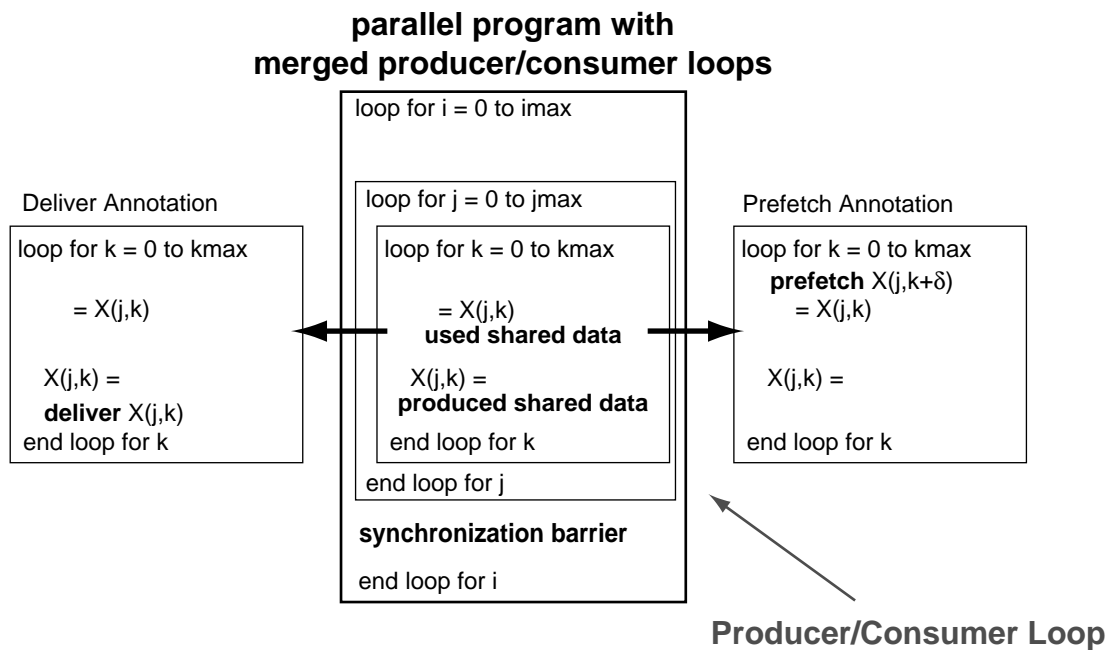 parallel program with
merged producer/consumer loops
loop for i = 0 to imax
Deliver Annotation
loop for k = 0 to kmax
= X(j,k)
X(j,k) =
deliver X(j,k)
end loop for k
loop for j = 0 to jmax
loop for k = 0 to kmax
= X(j,k)
used shared data
X(j,k) =
produced shared data
end loop for k
end loop for j
synchronization barrier
end loop for i
Prefetch Annotation
loop for k = 0 to kmax
prefetch X(j,k+δ)
= X(j,k)
X(j,k) =
end loop for k
Producer/Consumer Loop